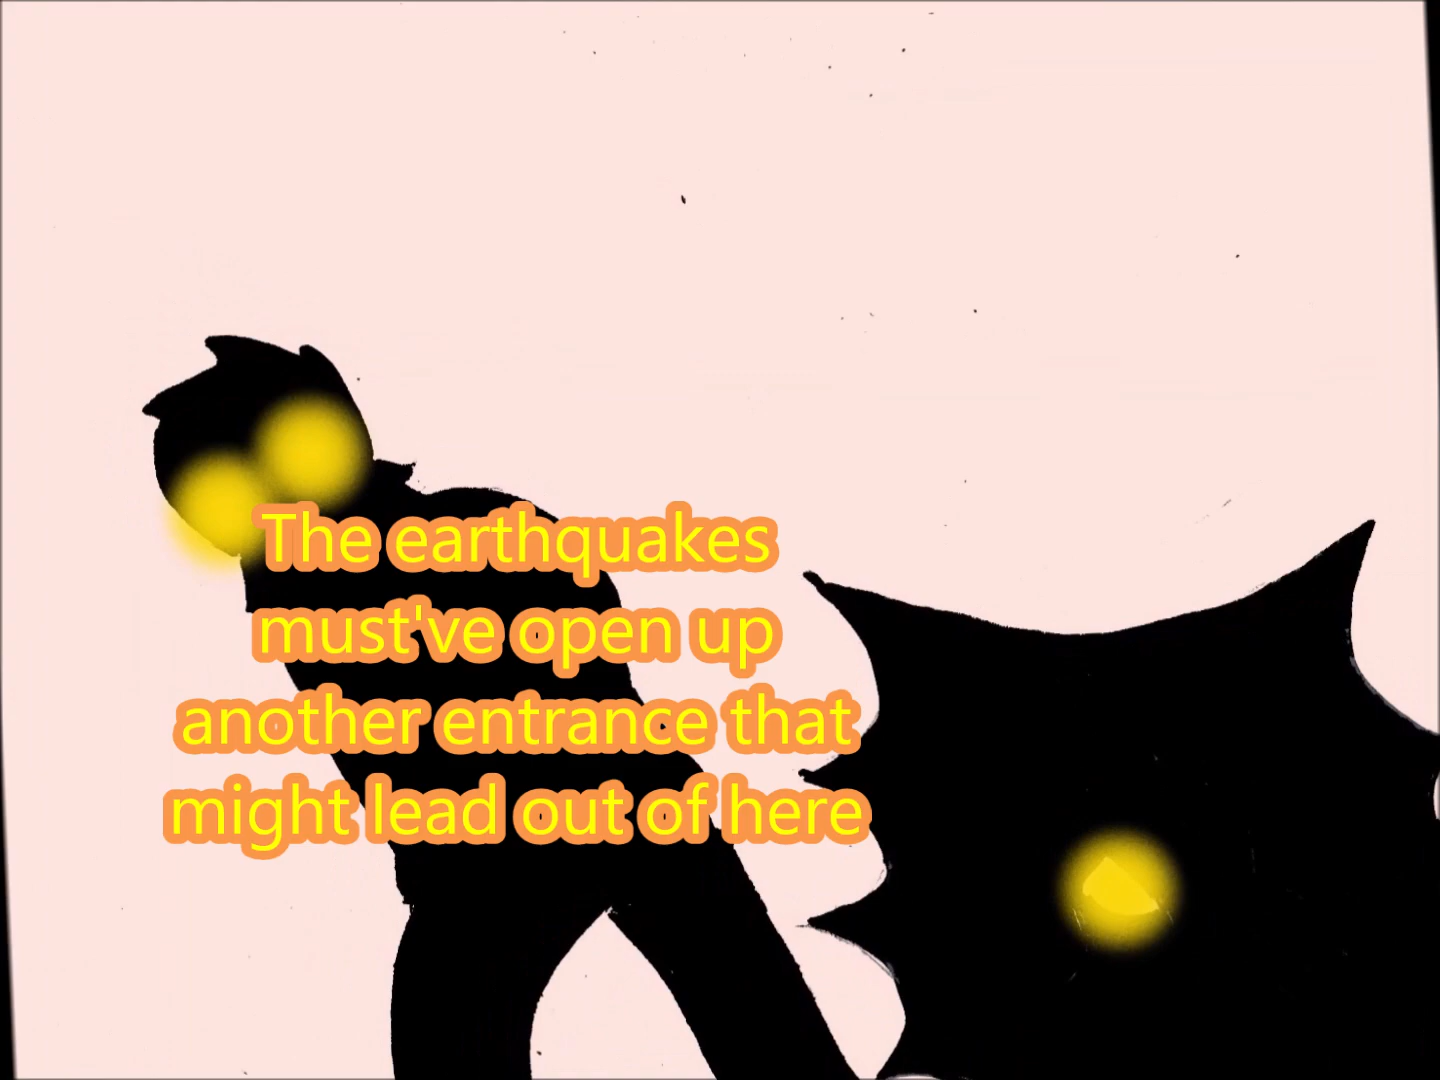 The earthquakes
must've open up
another entrance that
might lead out of here